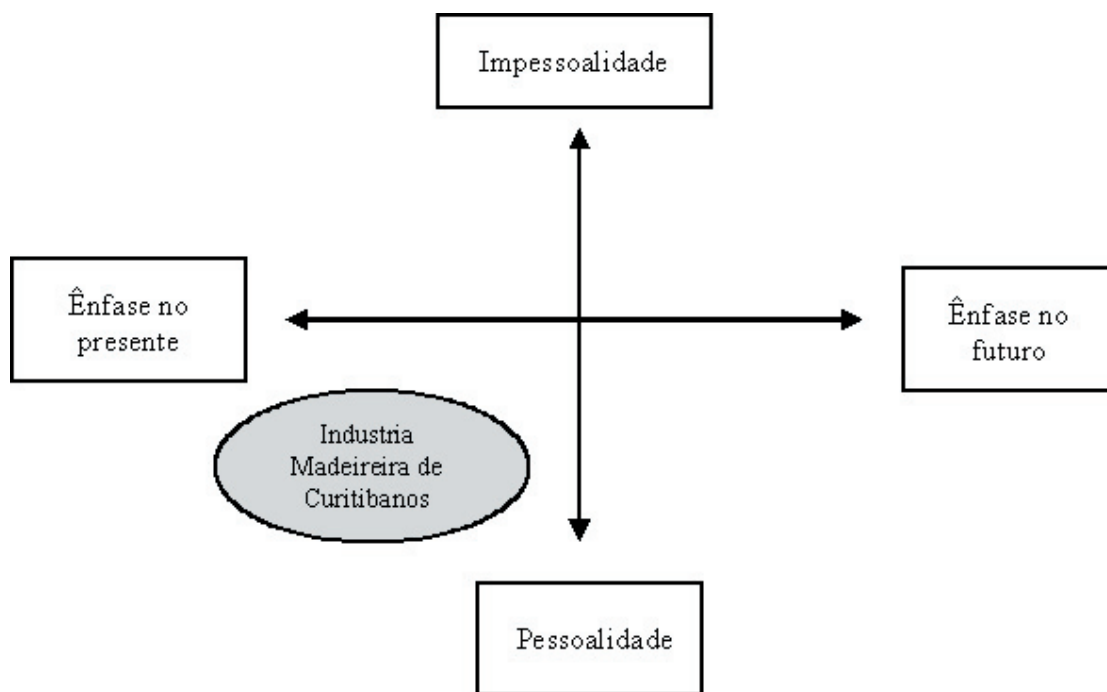 Impessoalidade
Ênfase no
presente
Ênfase no
futuro
Industria
Madeireira de
Curitibanos
Pessoalidade